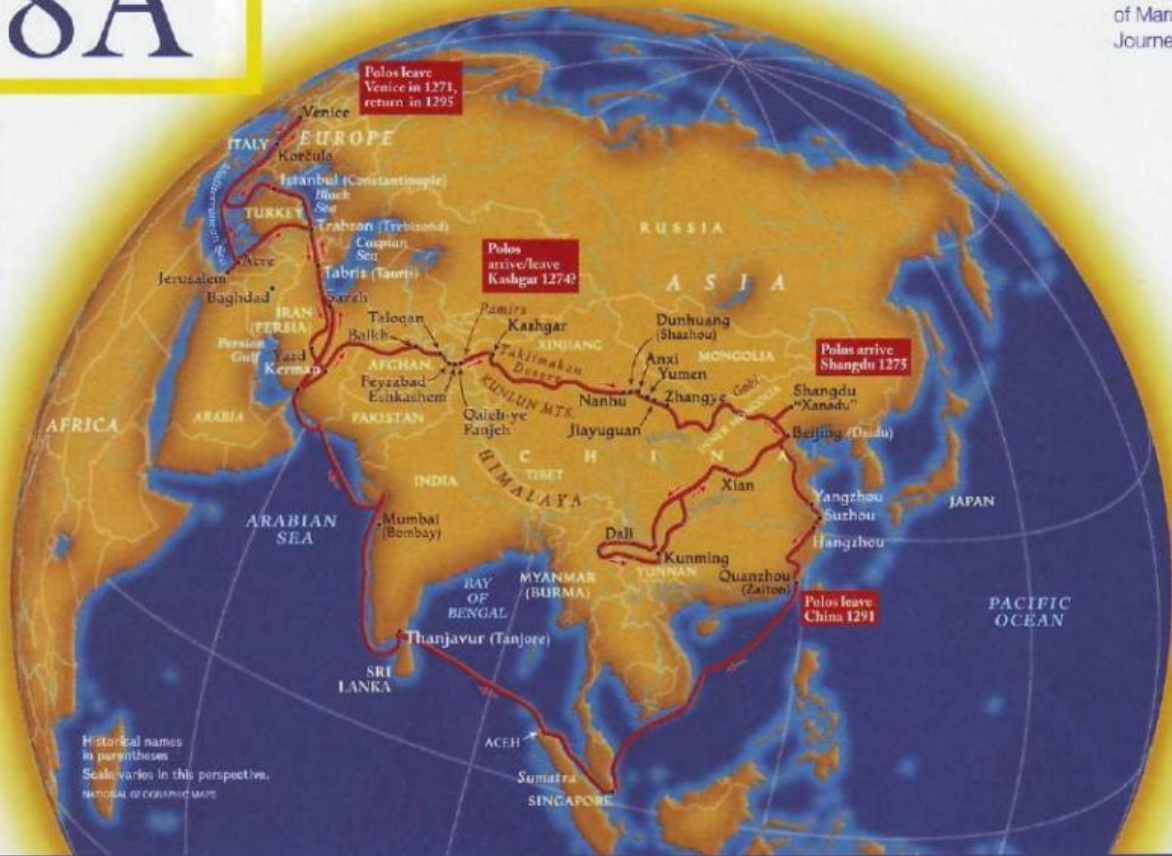 8A
of Mar
Journe
Polos leave
Venice in 1271,
return in 1295
Venice
ITALY
EUROPE
Korčula
Istanbul (Constantinople)
Black
Sea
Mediterranean Sea
TURKEY
Trabzon (Trebizond)
Caspian
Sea
Acre
Jerusalem
Tabriz (Tauris)
Baghdad
Saveh
IRAN
(PERSIA)
Persian
Gulf
Yazd
Kerman
RUSSIA
ASIA
Polos
arrive/leave
Kashgar 1274?
Pamirs
Taloqan
Balkh
Kashgar
AFGHAN.
XINJIANG
Taklimakan
Desert
Feyzabad
Eshkashem
KUNLUN MTS.
Qaleh-ye
Panjeh
Dunhuang
(Shazhou)
Anxi
Yumen
MONGOLIA
Polos arrive
Shangdu 1275
Nanhu
Zhangye
Gobi
Shangdu
"Xanadu"
Jiayuguan
INNER MONGOLIA
Beijing (Daidu)
AFRICA
ARABIA
PAKISTAN
CHINA
HIMALAYA
TIBET
INDIA
Xian
Yangzhou
Suzhou
JAPAN
ARABIAN
SEA
Mumbai
(Bombay)
Dali
Hangzhou
Kunming
YUNNAN
MYANMAR
(BURMA)
Quanzhou
(Zaiton)
BAY
OF
BENGAL
Polos leave
China 1291
PACIFIC
OCEAN
Thanjavur (Tanjore)
SRI
LANKA
ACEH
Sumatra
SINGAPORE
Historical names
in parentheses
Scale varies in this perspective.
NATIONAL GEOGRAPHIC MAPS